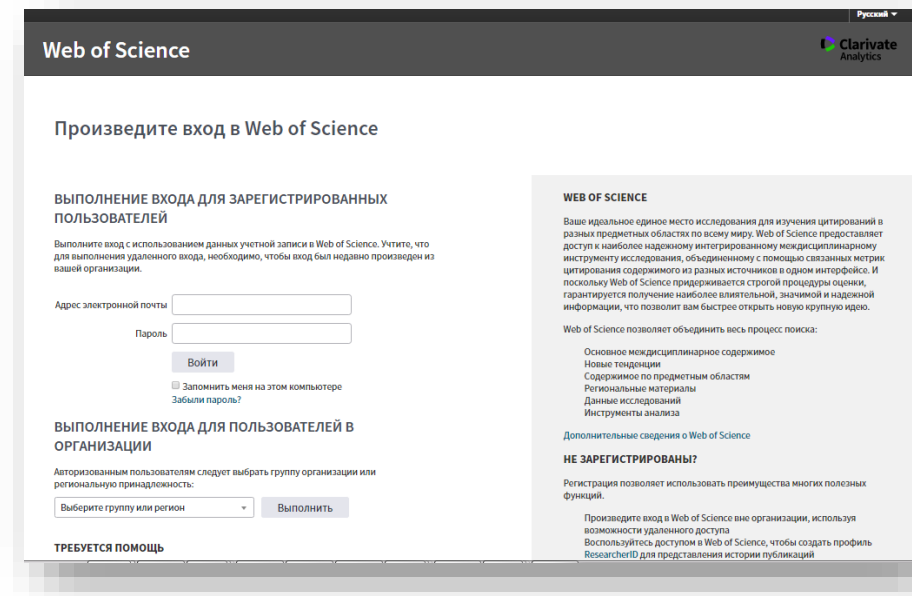 Русский
Web of Science
Clarivate
Analytics
Произведите вход в Web of Science
ВЫПОЛНЕНИЕ ВХОДА ДЛЯ ЗАРЕГИСТРИРОВАННЫХ
ПОЛЬЗОВАТЕЛЕЙ
Выполните вход с использованием данных учетной записи в Web of Science. Учтите, что
для выполнения удаленного входа, необходимо, чтобы вход был недавно произведен из
вашей организации.
Адрес электронной почты
Пароль
Войти
Запомнить меня на этом компьютере
Забыли пароль?
ВЫПОЛНЕНИЕ ВХОДА ДЛЯ ПОЛЬЗОВАТЕЛЕЙ В
ОРГАНИЗАЦИИ
Авторизованным пользователям следует выбрать группу организации или
региональную принадлежность:
Выберите группу или регион
Выполнить
ТРЕБУЕТСЯ ПОМОЩЬ
WEB OF SCIENCE
Ваше идеальное единое место исследования для изучения цитирований в
разных предметных областях по всему миру. Web of Science предоставляет
доступ к наиболее надежному интегрированному междисциплинарному
инструменту исследования, объединенному с помощью связанных метрик
цитирования содержимого из разных источников в одном интерфейсе. И
поскольку Web of Science придерживается строгой процедуры оценки,
гарантируется получение наиболее влиятельной, значимой и надежной
информации, что позволит вам быстрее открыть новую крупную идею.
Web of Science позволяет объединить весь процесс поиска:
Основное междисциплинарное содержимое
Новые тенденции
Содержимое по предметным областям
Региональные материалы
Данные исследований
Инструменты анализа
Дополнительные сведения о Web of Science
НЕ ЗАРЕГИСТРИРОВАНЫ?
Регистрация позволяет использовать преимущества многих полезных
функций.
Произведите вход в Web of Science вне организации, используя
возможности удаленного доступа
Воспользуйтесь доступом в Web of Science, чтобы создать профиль
ResearcherID для представления истории публикаций